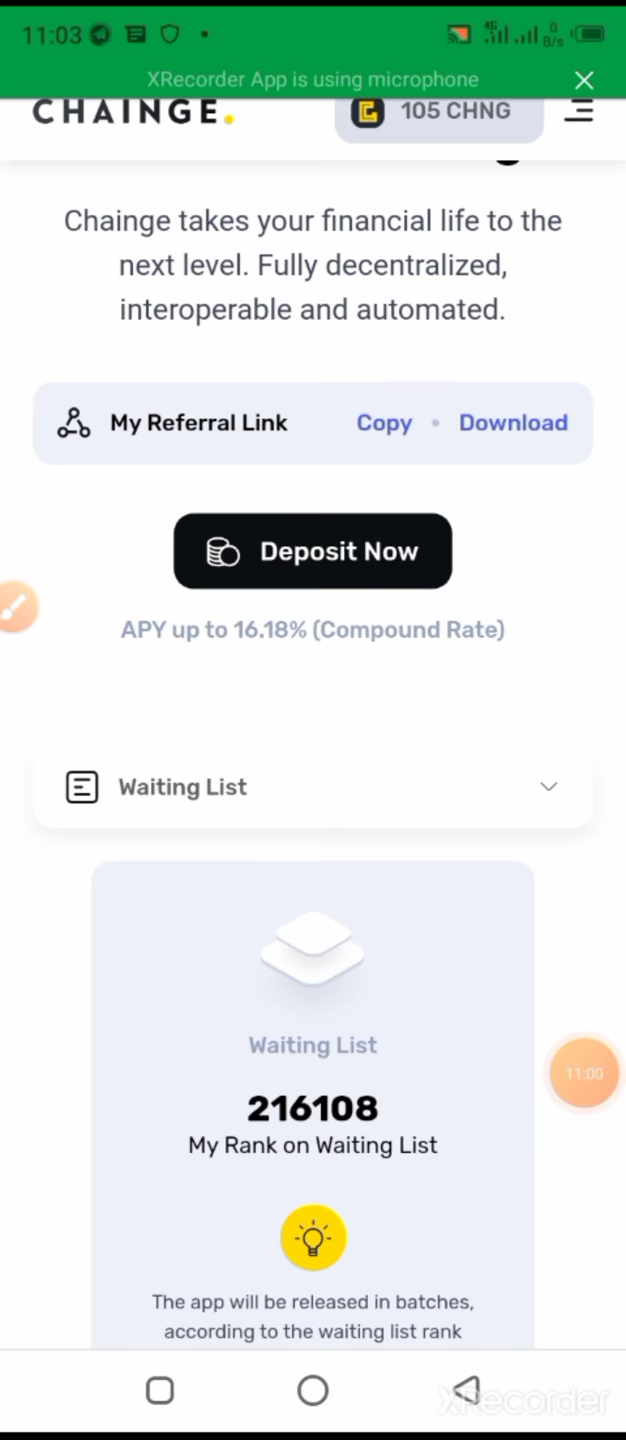 11:03
4G
0
B/s
XRecorder App is using microphone
CHAINGE.
105 CHNG
Chainge takes your financial life to the
next level. Fully decentralized,
interoperable and automated.
My Referral Link Copy • Download
Deposit Now
APY up to 16.18% (Compound Rate)
Waiting List
Waiting List
11:00
216108
My Rank on Waiting List
The app will be released in batches,
according to the waiting list rank
XRecorder